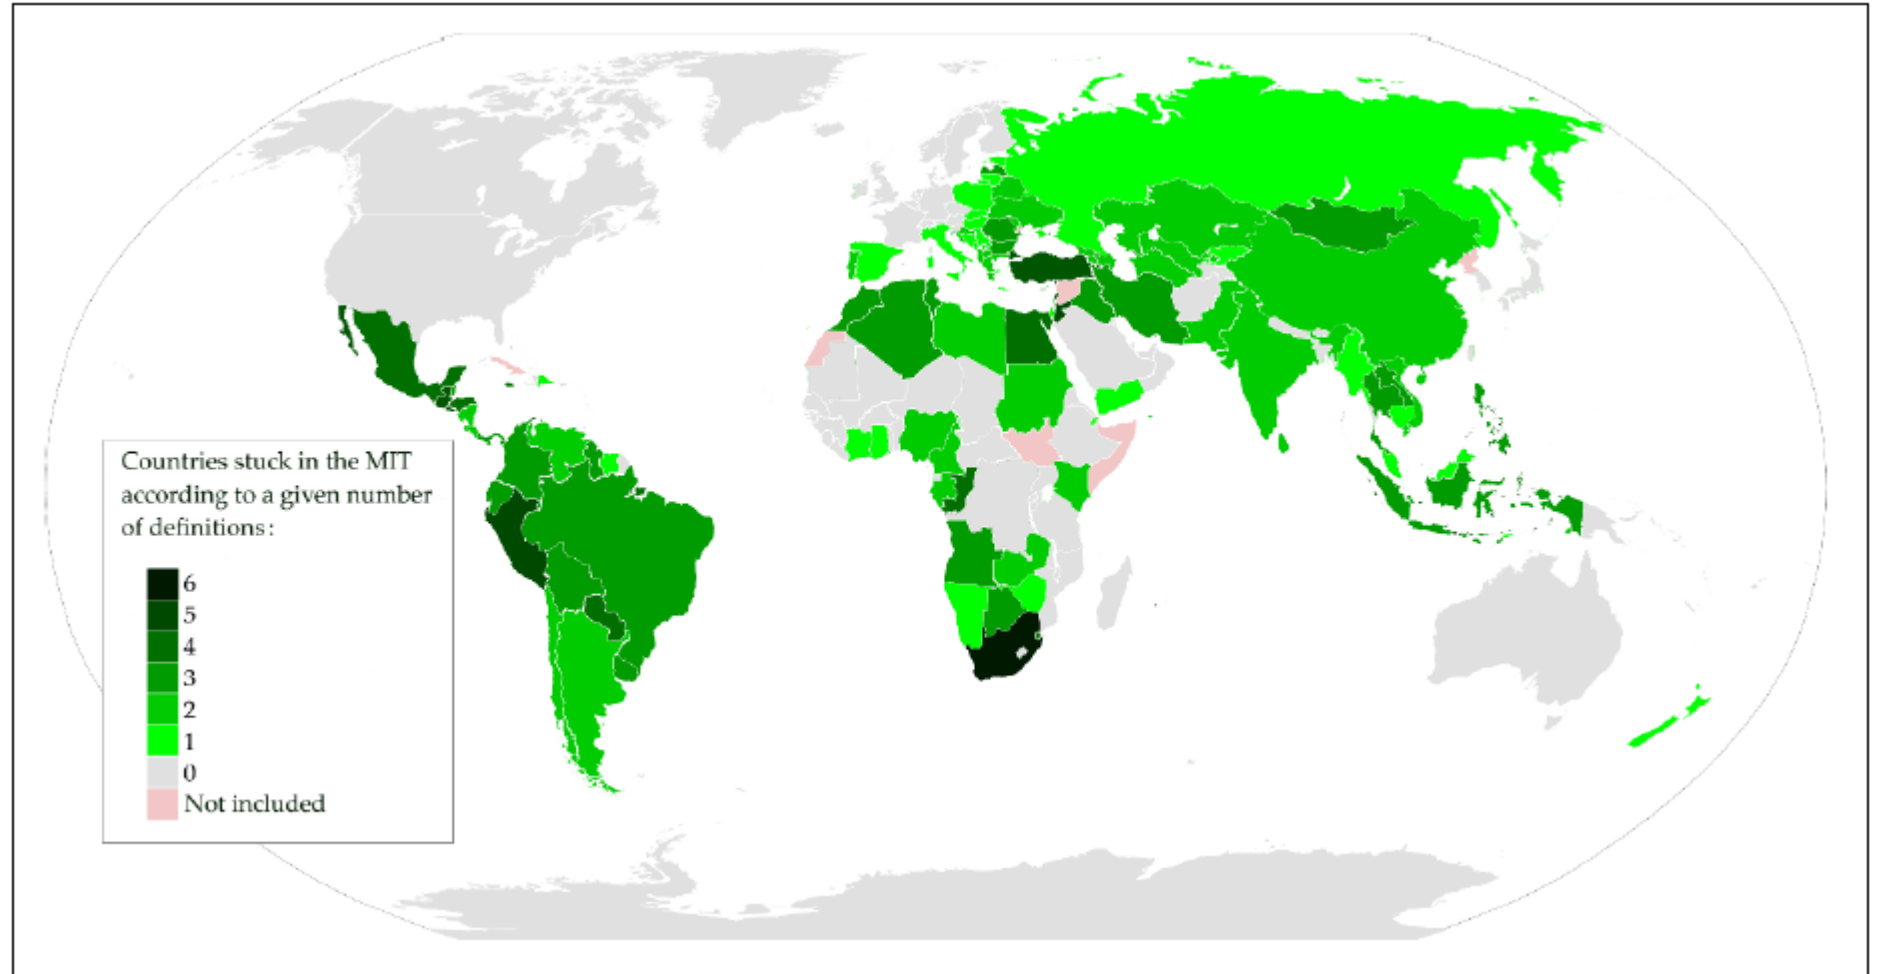 Countries stuck in the MIT
according to a given number
of definitions:
6
5
4
3
2
1
0
Not included